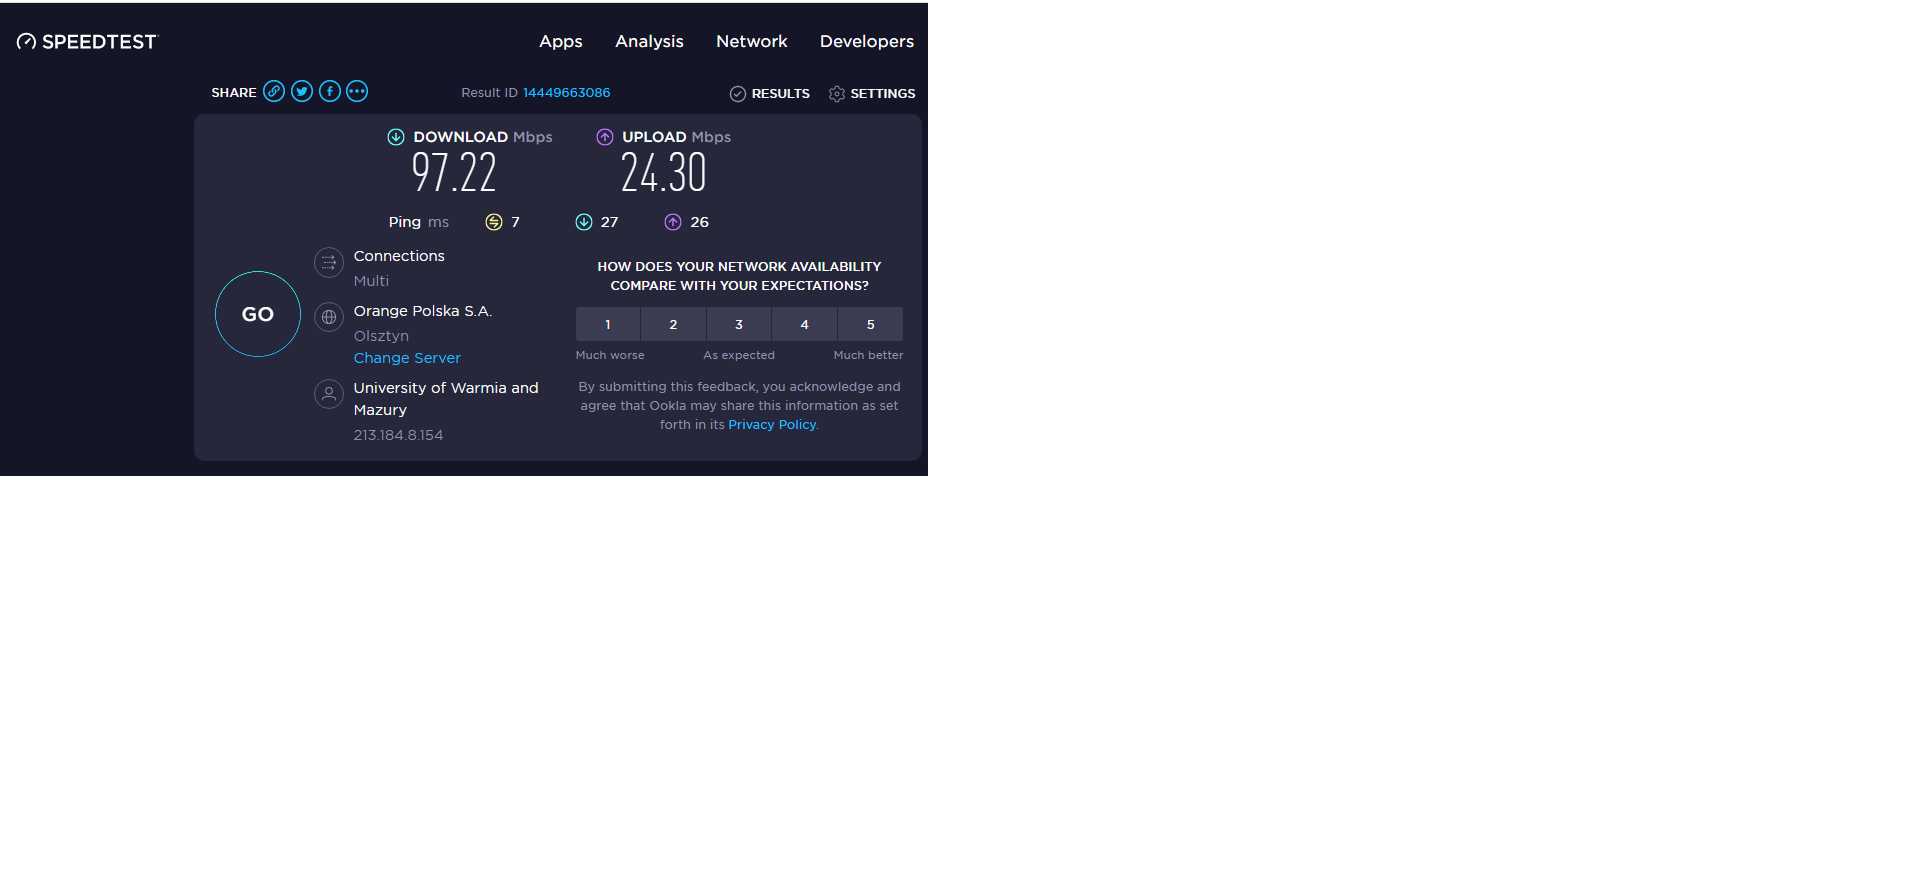 SPEEDTEST
Apps Analysis Network Developers
SHARE Result ID 14449663086 RESULTS SETTINGS
DOWNLOAD Mbps UPLOAD Mbps
97.22 24.30
Ping ms 7 27 26
Connections
Multi
GO
Orange Polska S.A.
Olsztyn
Change Server
University of Warmia and
Mazury
213.184.8.154
HOW DOES YOUR NETWORK AVAILABILITY
COMPARE WITH YOUR EXPECTATIONS?
1 2 3 4 5
Much worse As expected Much better
By submitting this feedback, you acknowledge and
agree that Ookla may share this information as set
forth in its Privacy Policy.